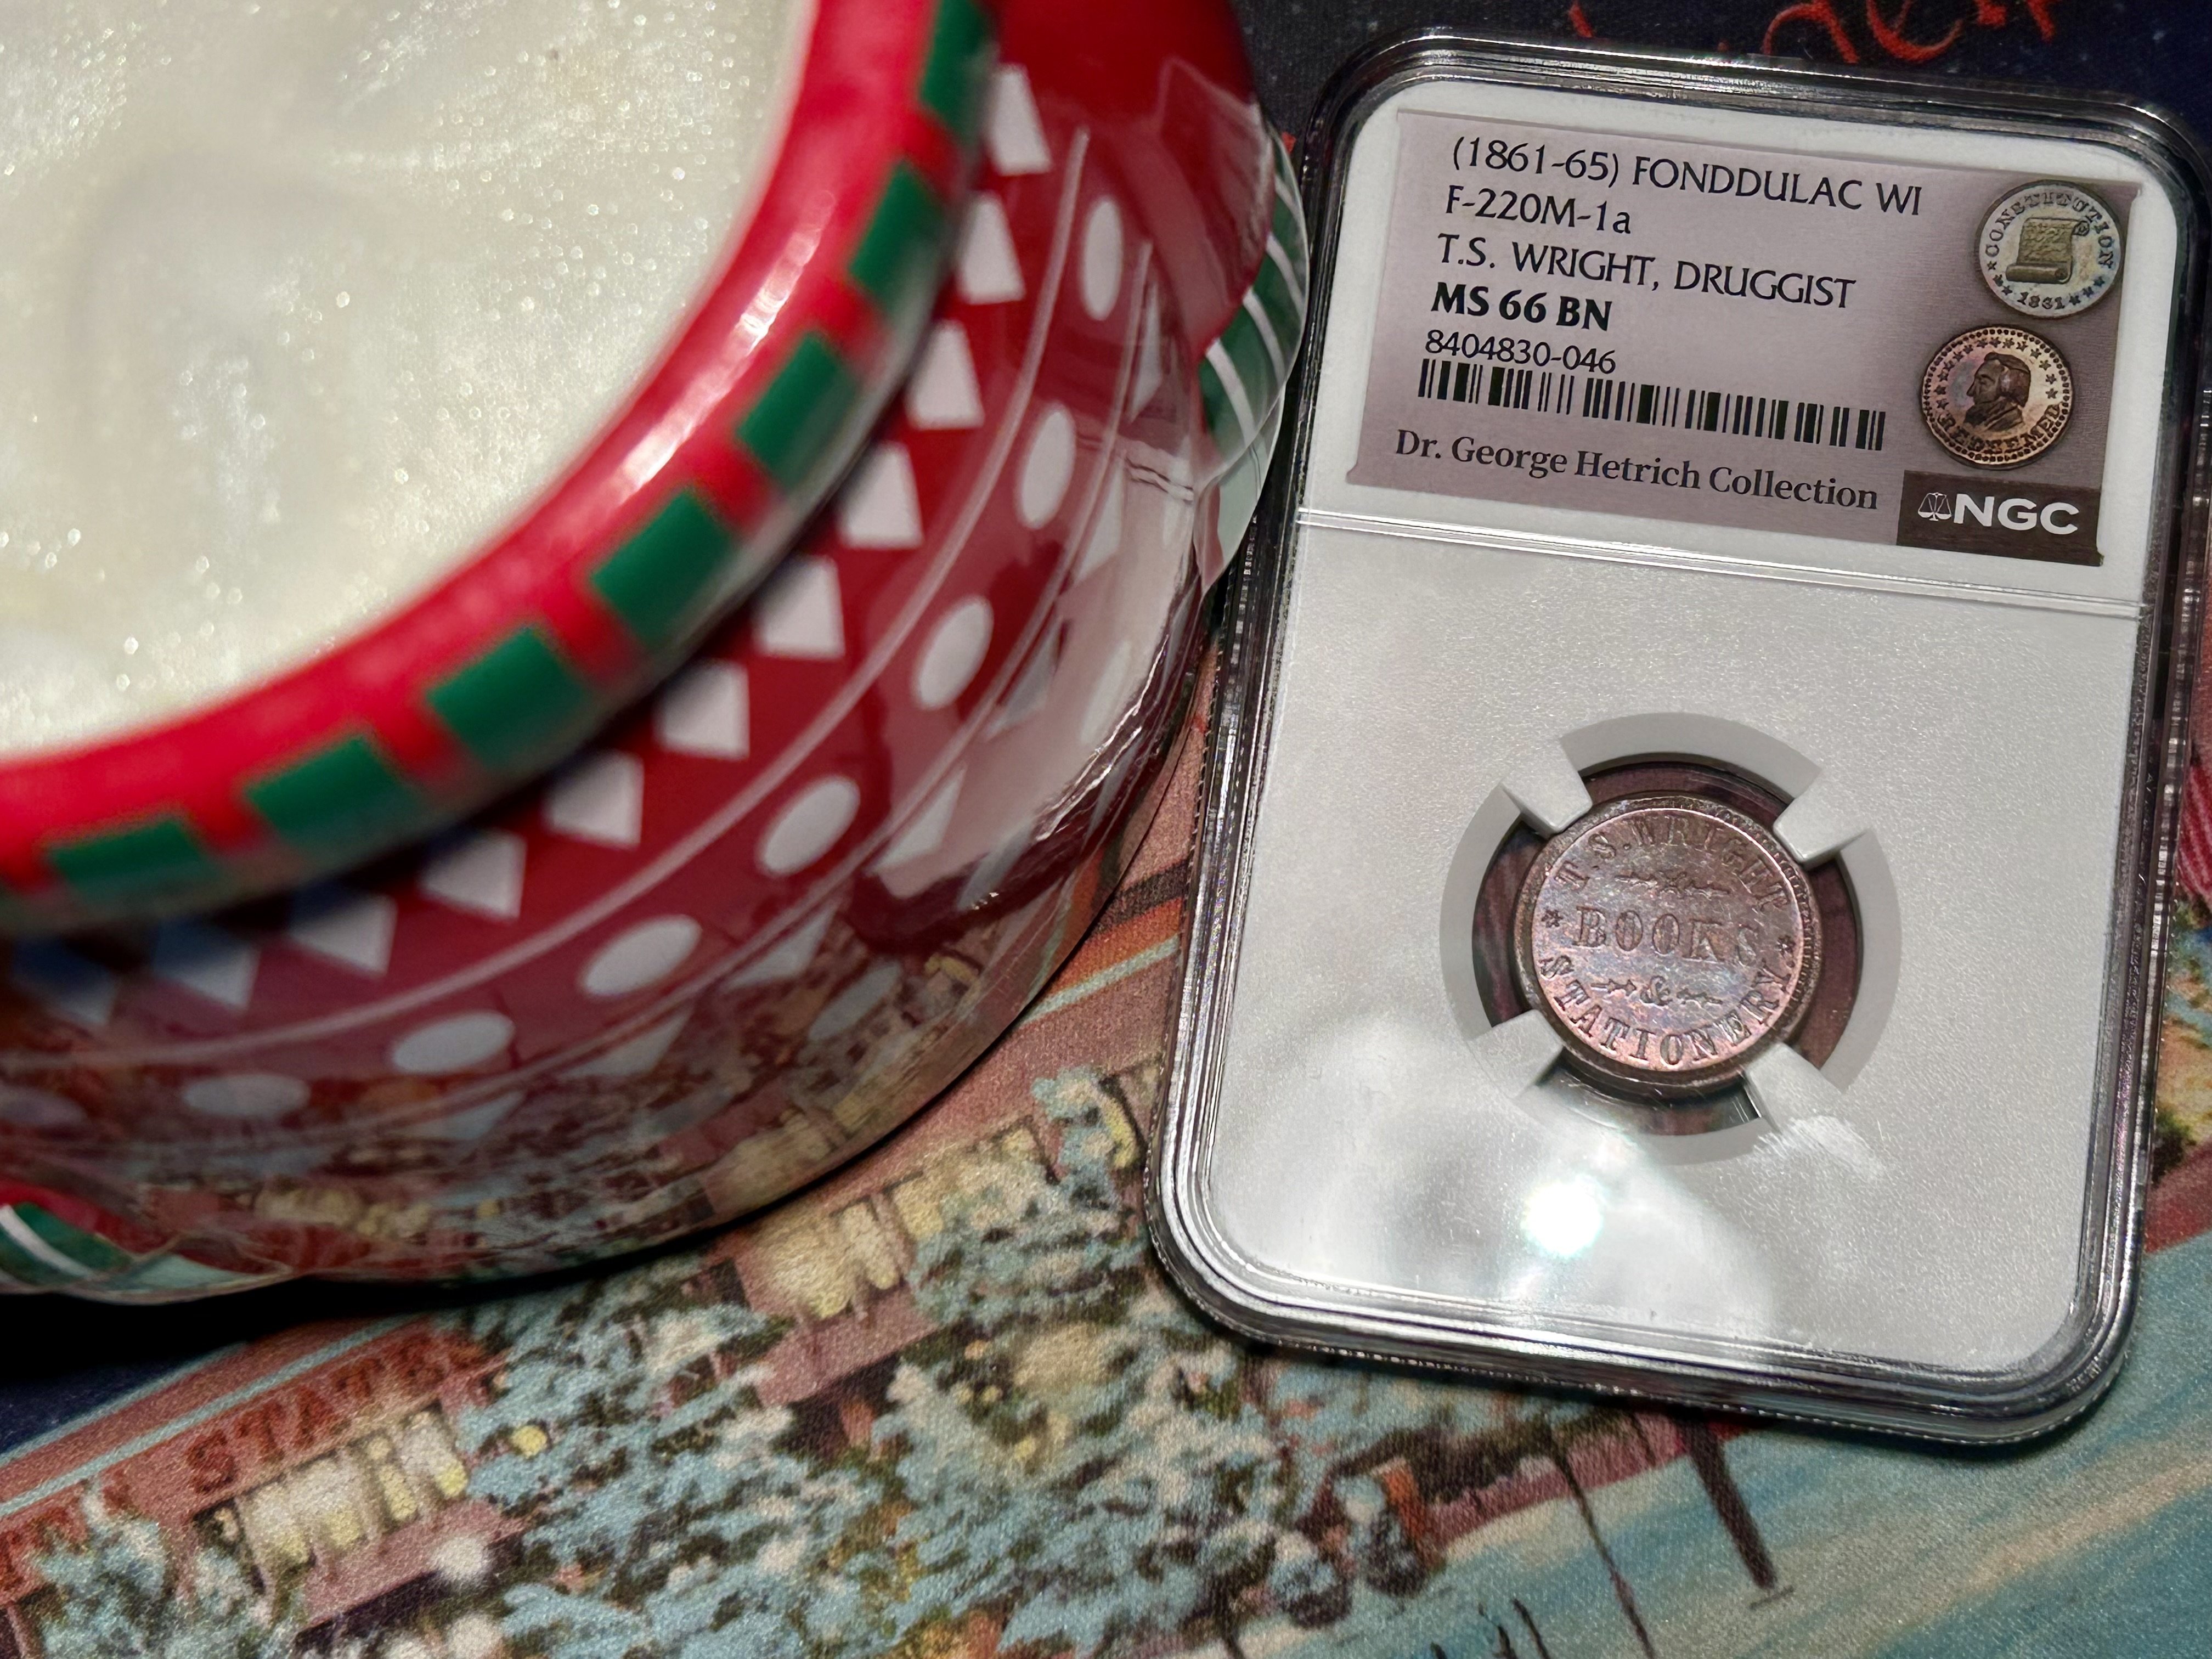 (1861-65) FONDDULAC WI
F-220M-1a
T.S. WRIGHT, DRUGGIST
MS 66 BN
8404830-046
Dr. George Hetrich Collection
NGC
CONSTITUTION
1861
REDEEMED
T.S. WRIGHT
BOOKS
&
STATIONERY
STATE